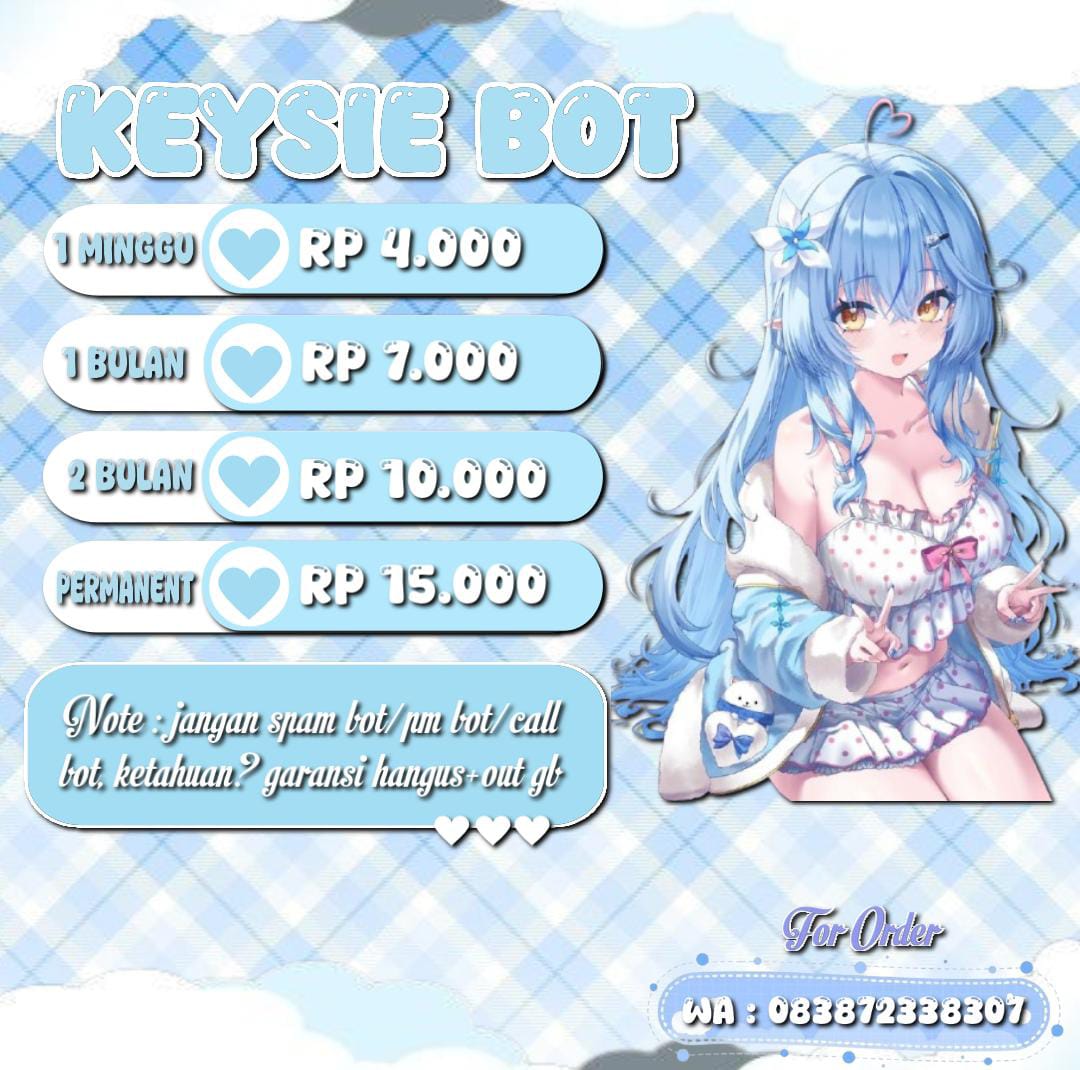 KEYSIE BOT
1 MINGGU RP 4.000
1 BULAN RP 7.000
2 BULAN RP 10.000
PERMANENT RP 15.000
Note : jangan spam bot/pm bot/call
bot, ketahuan? garansi hangus+out gb
For Order
WA : 083872338307